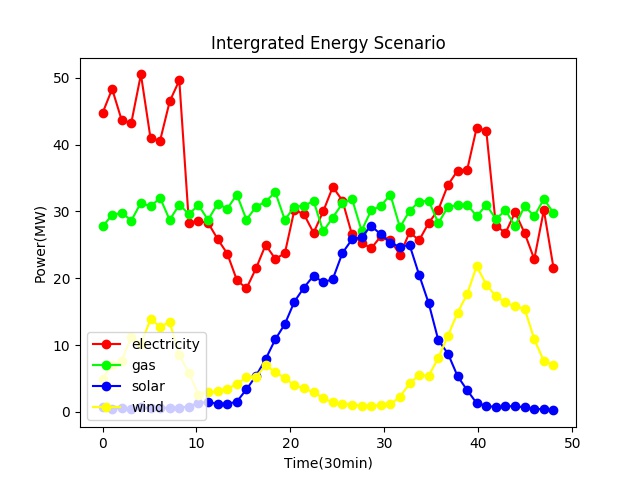 Intergrated Energy Scenario
Power(MW)
50
40
30
20
10
0
electricity
gas
solar
wind
0 10 20 30 40 50
Time(30min)